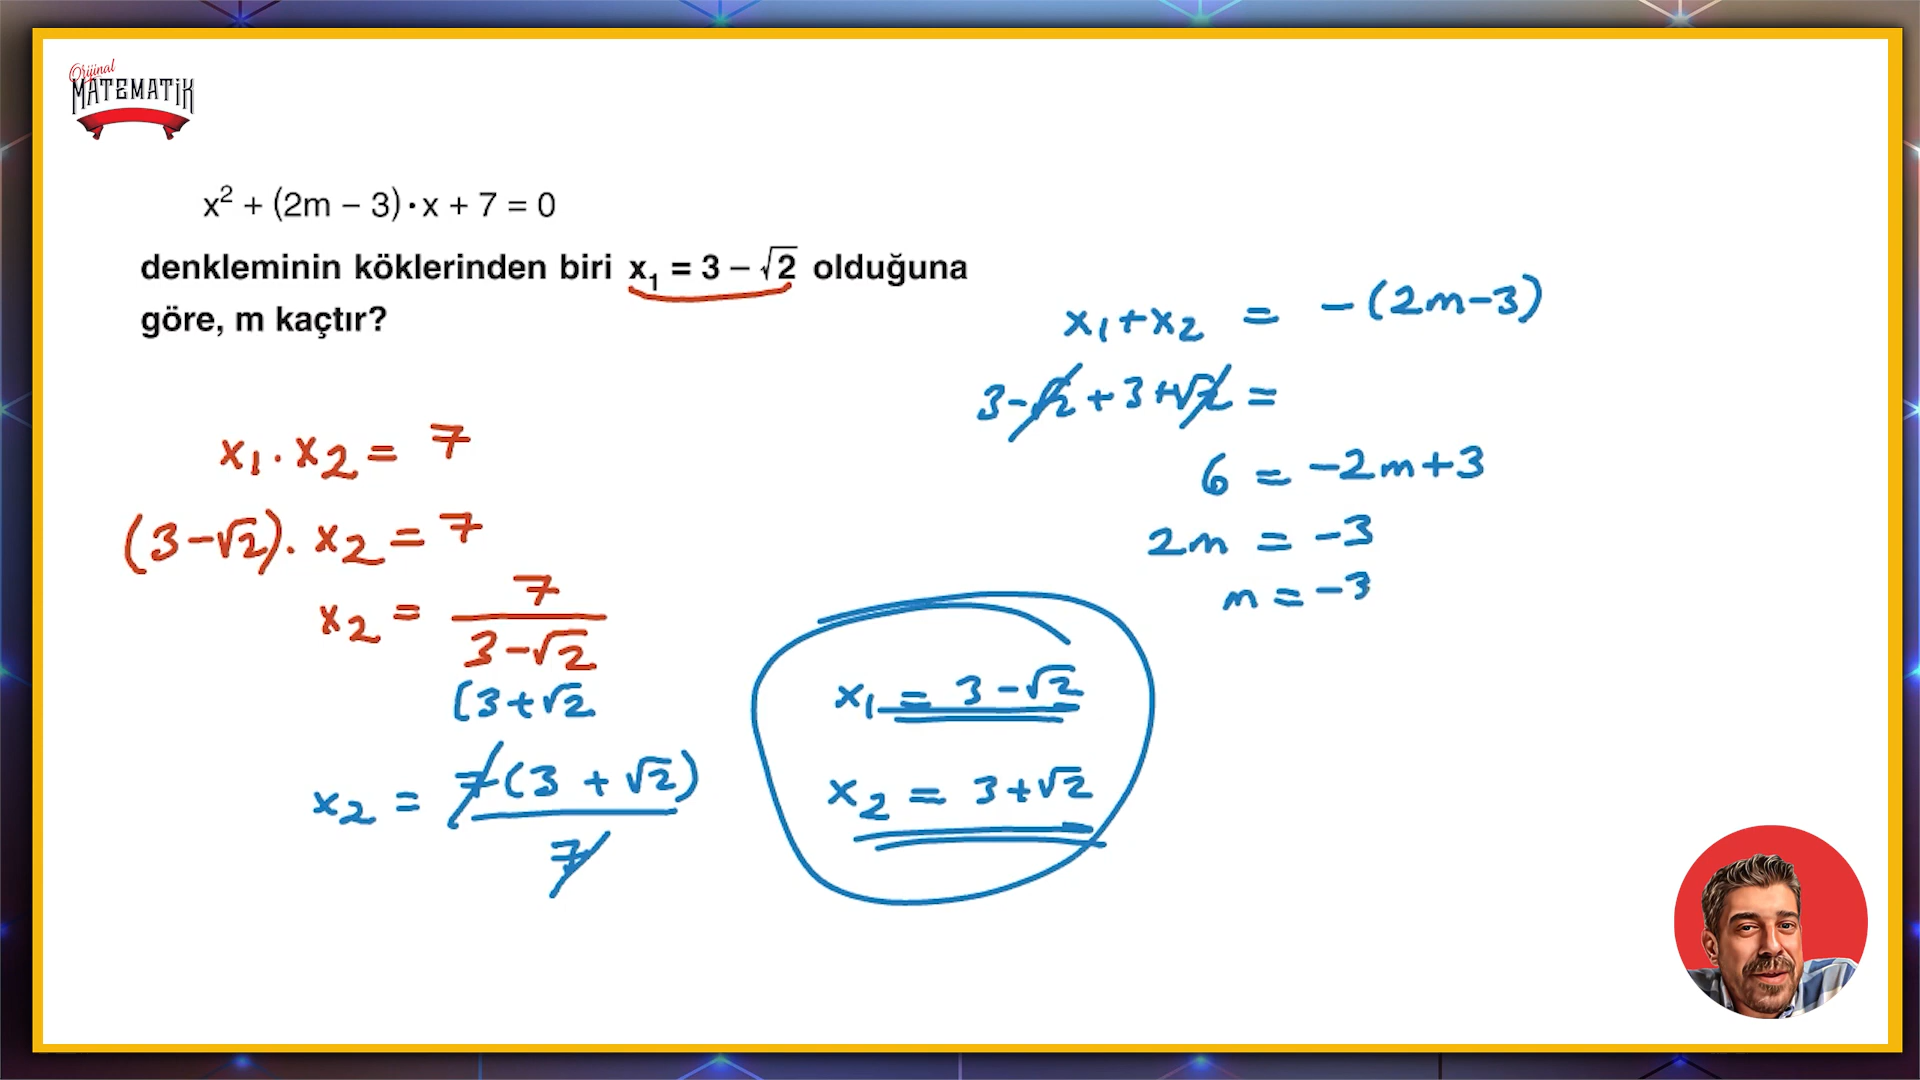 Orijinal
MATEMATİK
x² + (2m − 3)·x + 7 = 0
denkleminin köklerinden biri x₁ = 3 − √2 olduğuna
göre, m kaçtır?
x₁ · x₂ = 7
(3−√2) · x₂ = 7
x₂ = 7 / 3−√2
(3+√2
x₂ = 7(3 + √2) / 7
x₁ = 3−√2
x₂ = 3+√2
x₁+x₂ = −(2m−3)
3−√2+3+√2 =
6 = −2m+3
2m = −3
m = −3